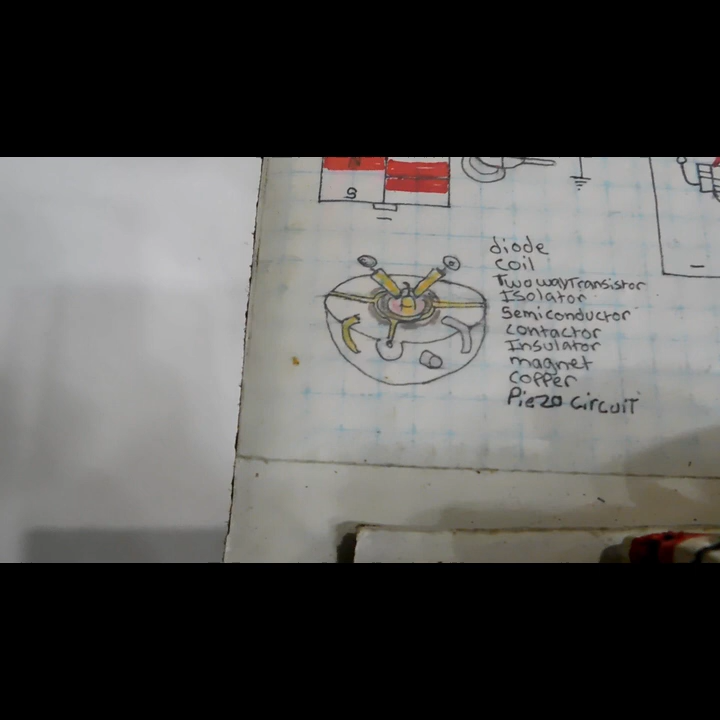 S
diode
coil
Two way Transistor
Isolator
Semiconductor
contactor
Insulator
magnet
copper
Piezo circuit